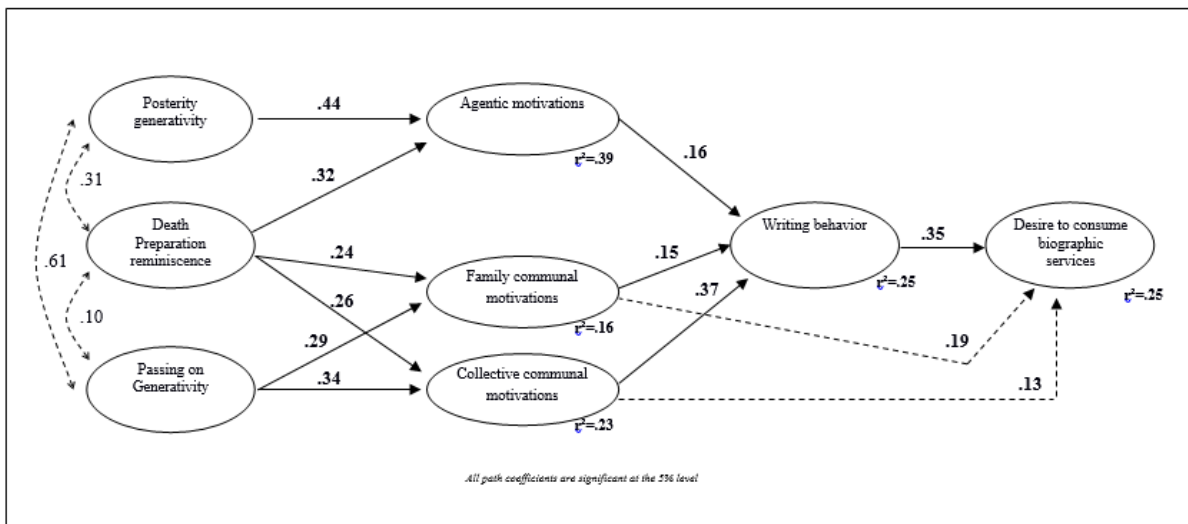 Posterity
generativity
.44
Agentic motivations
r²=.39
.16
.31
.32
Death
Preparation
reminiscence
Writing behavior
r²=.25
.35
Desire to consume
biographic
services
r²=.25
.61
.24
.15
Family communal
motivations
r²=.16
.26
.37
.10
.29
.19
Passing on
Generativity
.34
Collective communal
motivations
r²=.23
.13
All path coefficients are significant at the 5% level